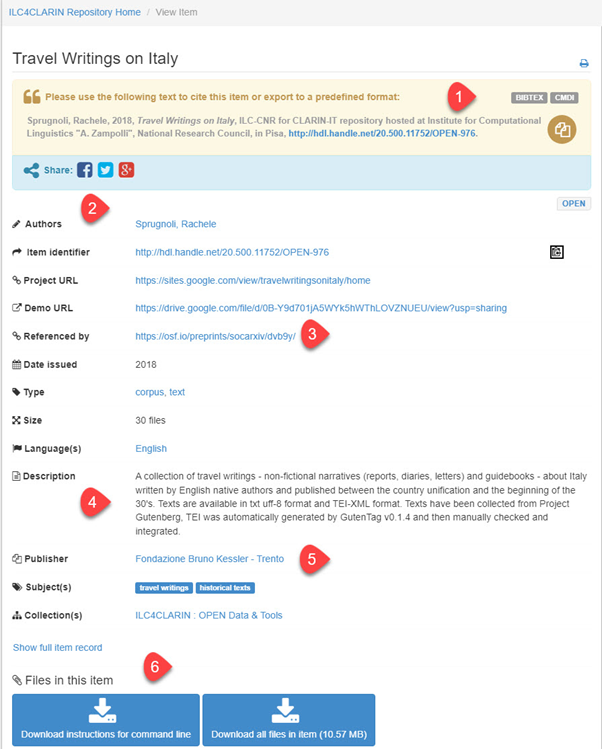 ILC4CLARIN Repository Home / View Item
Travel Writings on Italy
Please use the following text to cite this item or export to a predefined format:
1
BIBTEX CMDI
Sprugnoli, Rachele, 2018, Travel Writings on Italy, ILC-CNR for CLARIN-IT repository hosted at Institute for Computational
Linguistics "A. Zampolli", National Research Council, in Pisa, http://hdl.handle.net/20.500.11752/OPEN-976.
Share:
2
OPEN
Authors Sprugnoli, Rachele
Item identifier http://hdl.handle.net/20.500.11752/OPEN-976
Project URL https://sites.google.com/view/travelwritingsonitaly/home
Demo URL https://drive.google.com/file/d/0B-Y9d701jA5WYk5hWThLOVZNUEU/view?usp=sharing
Referenced by https://osf.io/preprints/socarxiv/dvb9y/ 3
Date issued 2018
Type corpus, text
Size 30 files
Language(s) English
Description A collection of travel writings - non-fictional narratives (reports, diaries, letters) and guidebooks - about Italy
written by English native authors and published between the country unification and the beginning of the
4 30's. Texts are available in txt uff-8 format and TEI-XML format. Texts have been collected from Project
Gutenberg, TEI was automatically generated by GutenTag v0.1.4 and then manually checked and
integrated.
Publisher Fondazione Bruno Kessler - Trento 5
Subject(s) travel writings historical texts
Collection(s) ILC4CLARIN : OPEN Data & Tools
Show full item record
6
Files in this item
Download instructions for command line Download all files in item (10.57 MB)